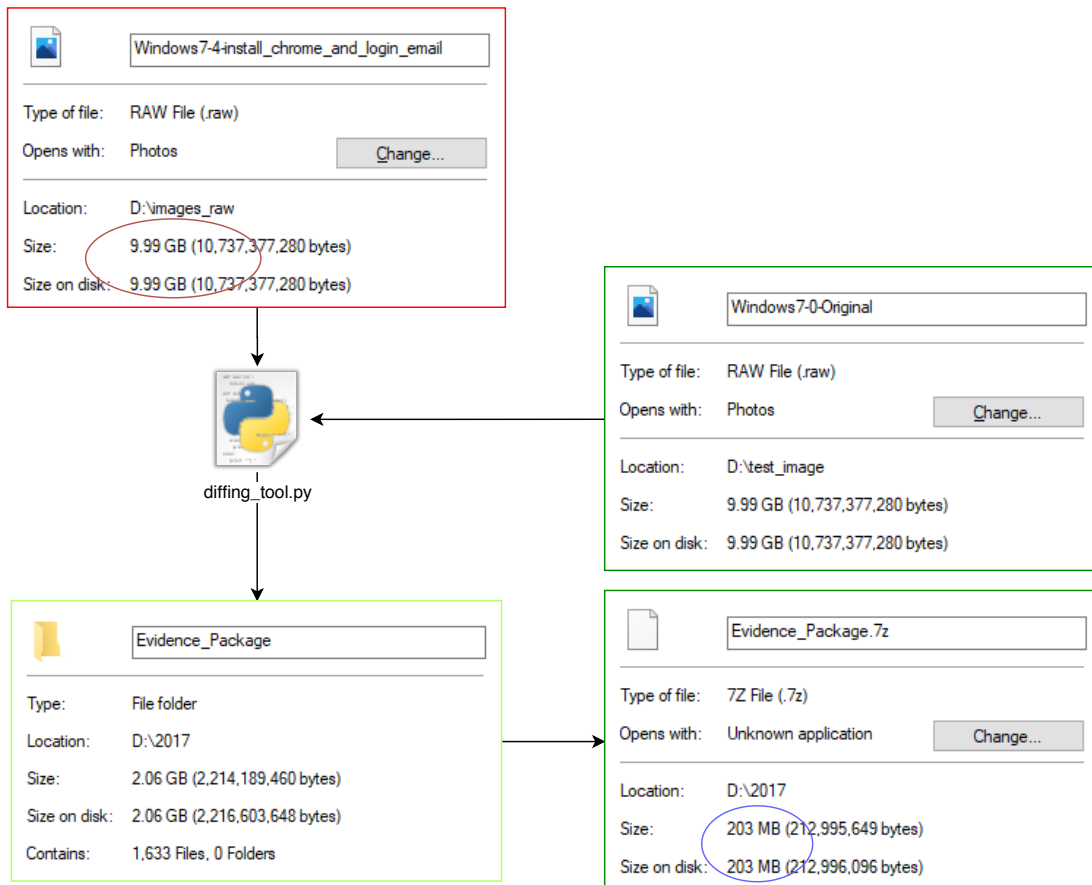 Windows7-4-install_chrome_and_login_email
Type of file: RAW File (.raw)
Opens with: Photos
Change...
Location: D:\images_raw
Size: 9.99 GB (10,737,377,280 bytes)
Size on disk: 9.99 GB (10,737,377,280 bytes)
diffing_tool.py
Windows7-0-Original
Type of file: RAW File (.raw)
Opens with: Photos
Change...
Location: D:\test_image
Size: 9.99 GB (10,737,377,280 bytes)
Size on disk: 9.99 GB (10,737,377,280 bytes)
Evidence_Package
Type: File folder
Location: D:\2017
Size: 2.06 GB (2,214,189,460 bytes)
Size on disk: 2.06 GB (2,216,603,648 bytes)
Contains: 1,633 Files, 0 Folders
Evidence_Package.7z
Type of file: 7Z File (.7z)
Opens with: Unknown application
Change...
Location: D:\2017
Size: 203 MB (212,995,649 bytes)
Size on disk: 203 MB (212,996,096 bytes)